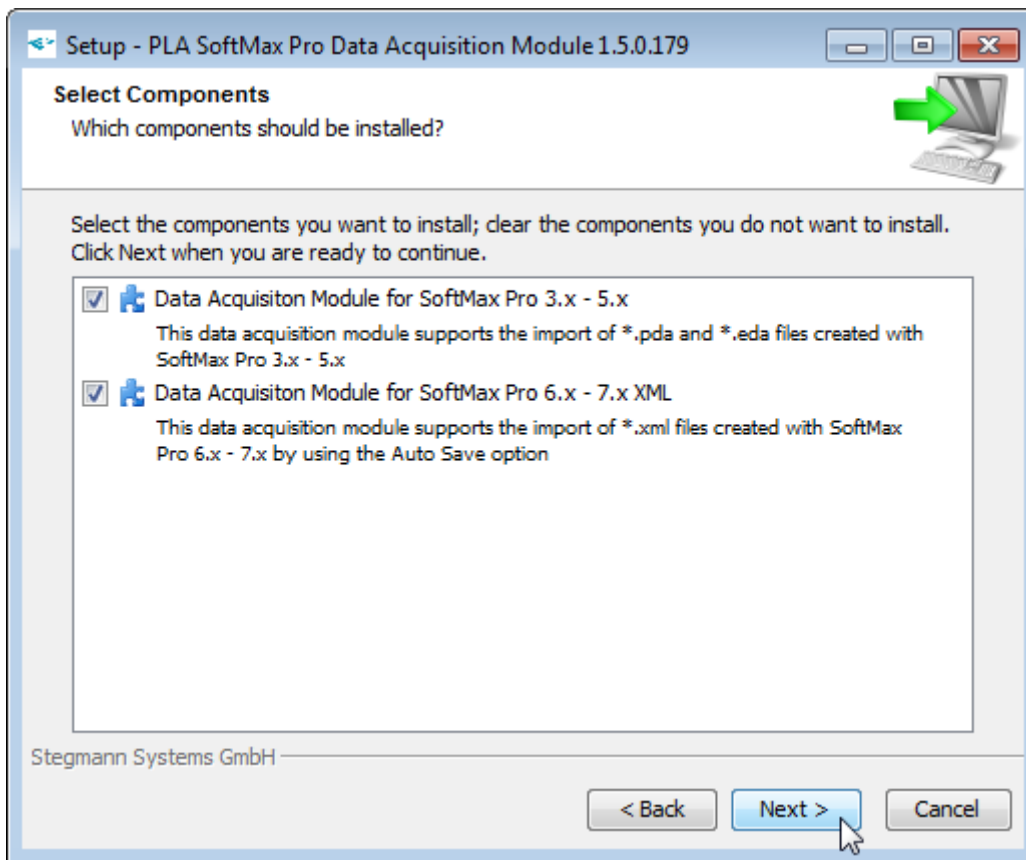 Setup - PLA SoftMax Pro Data Acquisition Module 1.5.0.179
Select Components
Which components should be installed?
Select the components you want to install; clear the components you do not want to install.
Click Next when you are ready to continue.
Data Acquisiton Module for SoftMax Pro 3.x - 5.x
This data acquisition module supports the import of *.pda and *.eda files created with
SoftMax Pro 3.x - 5.x
Data Acquisiton Module for SoftMax Pro 6.x - 7.x XML
This data acquisition module supports the import of *.xml files created with SoftMax
Pro 6.x - 7.x by using the Auto Save option
Stegmann Systems GmbH
< Back Next > Cancel